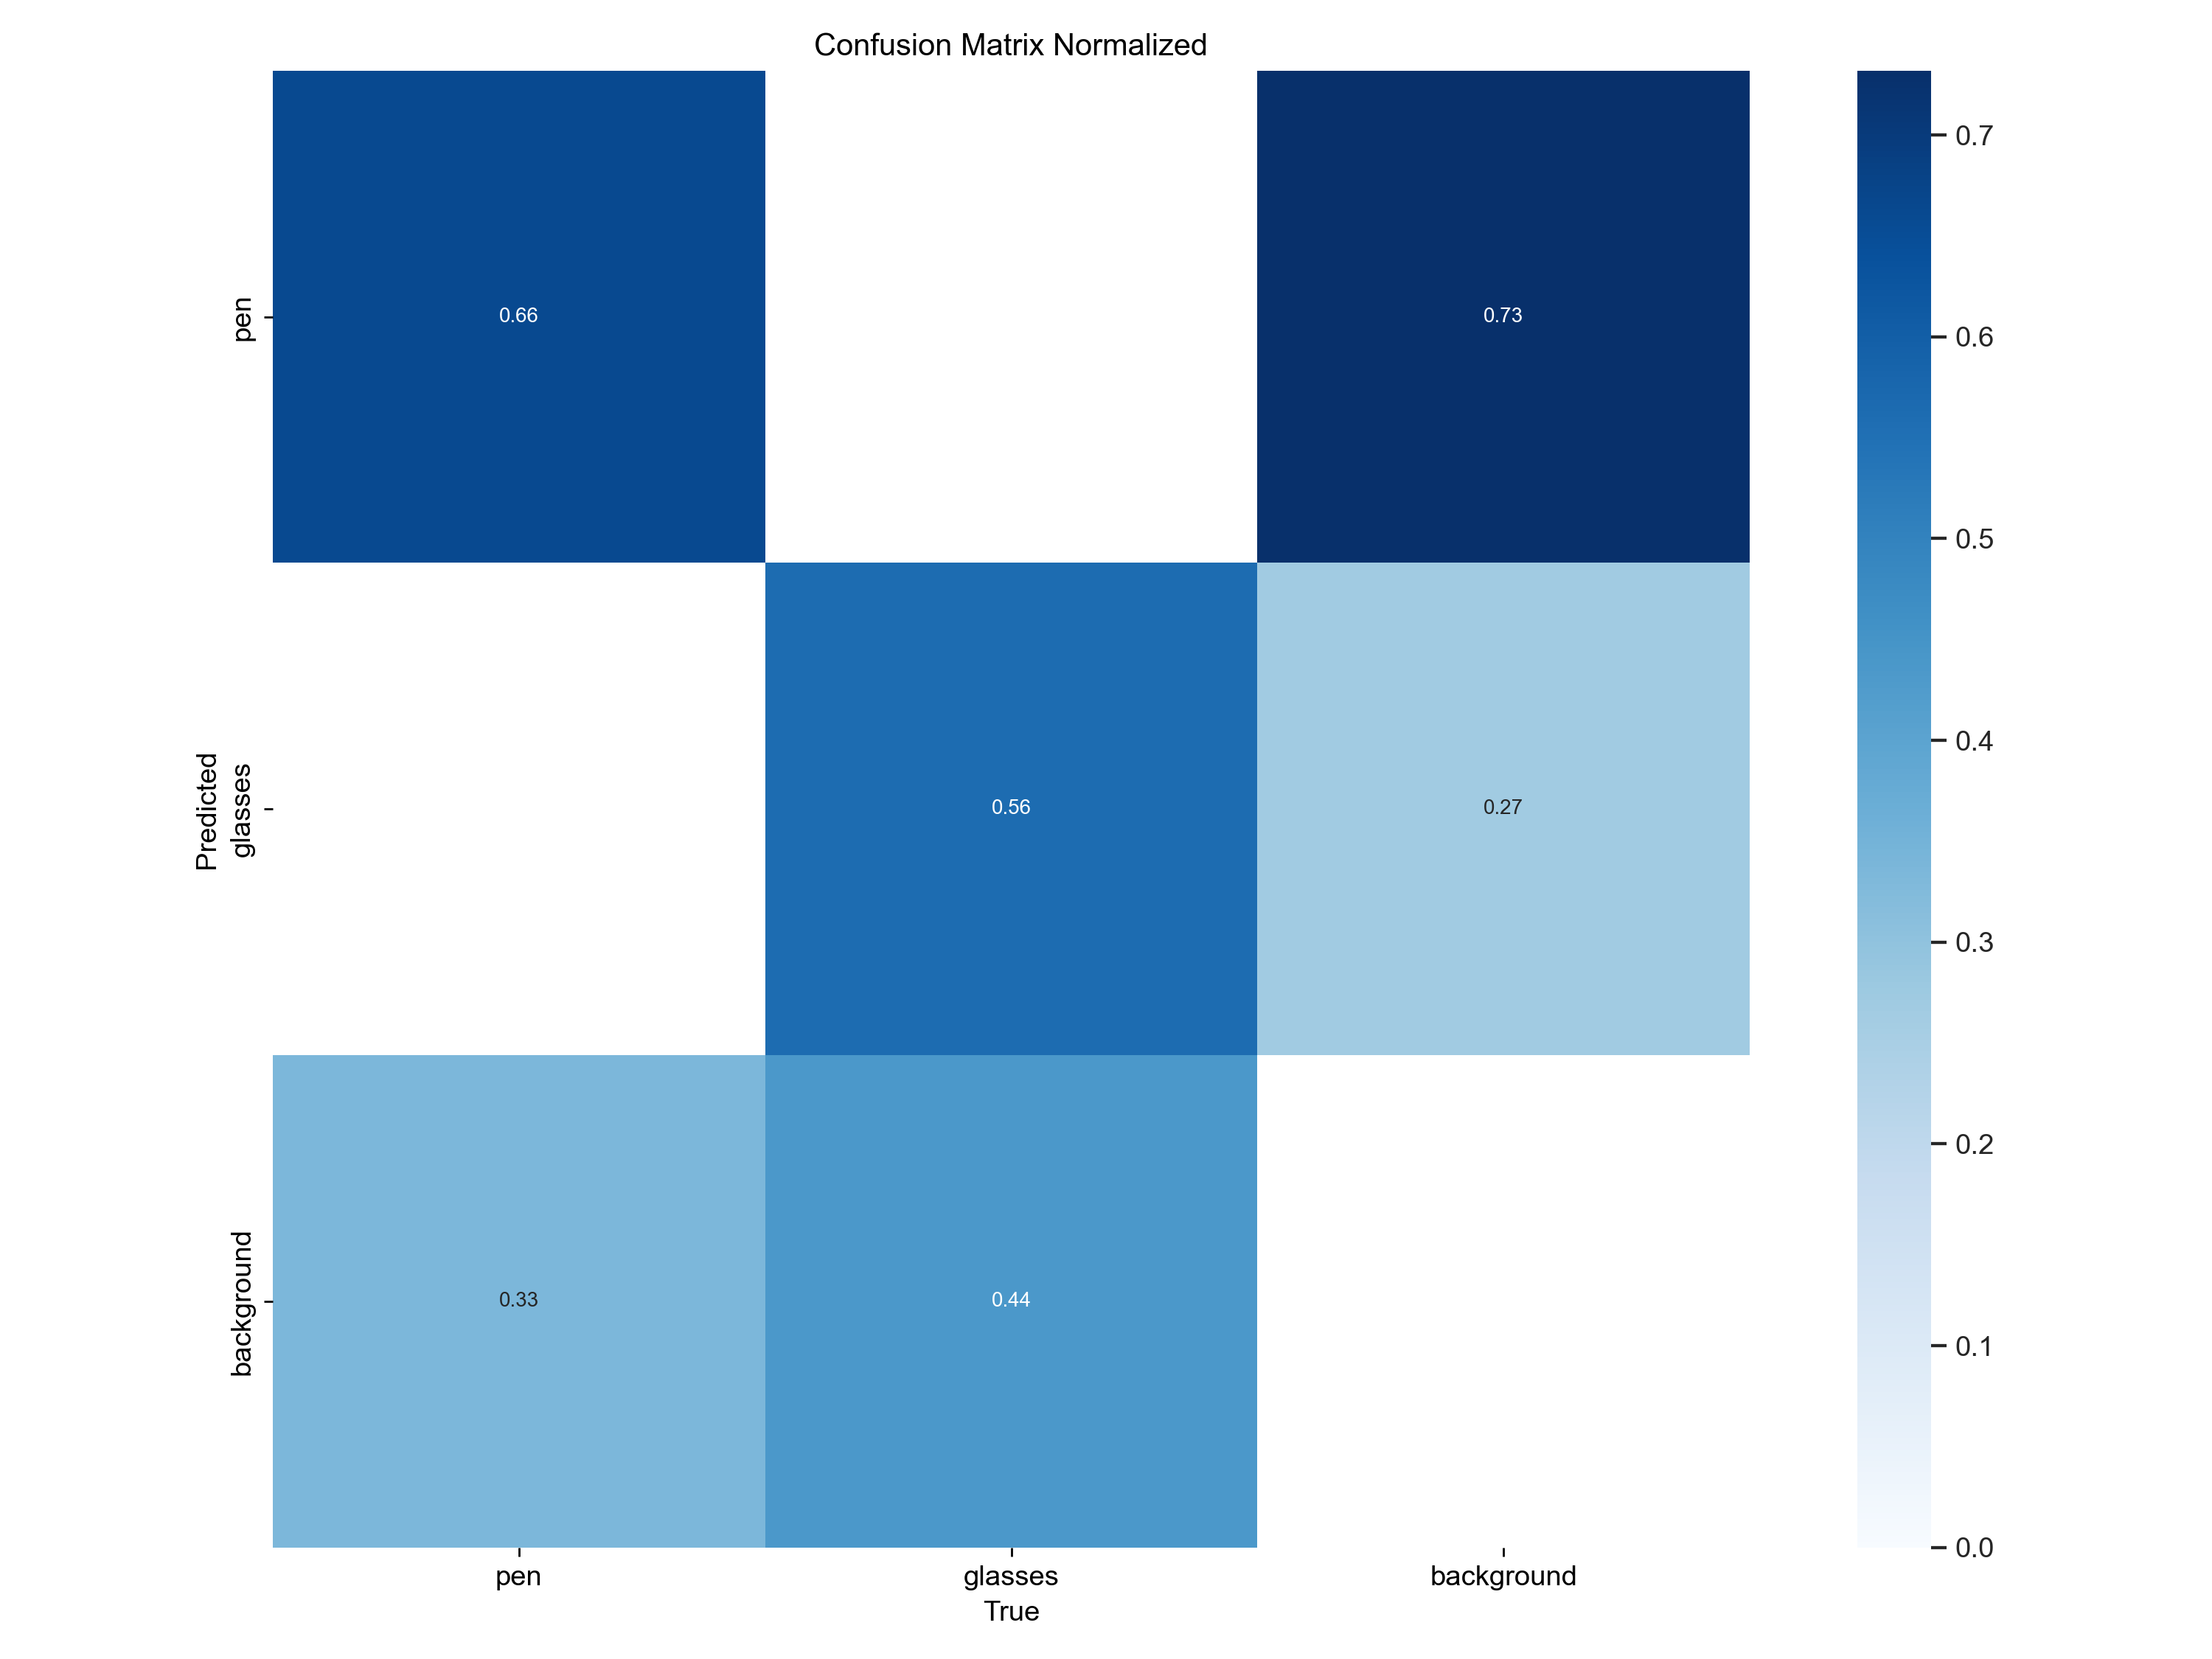 Confusion Matrix Normalized
pen
0.66
0.73
Predicted
glasses
0.56
0.27
background
0.33
0.44
pen
glasses
background
True
0.7
0.6
0.5
0.4
0.3
0.2
0.1
0.0